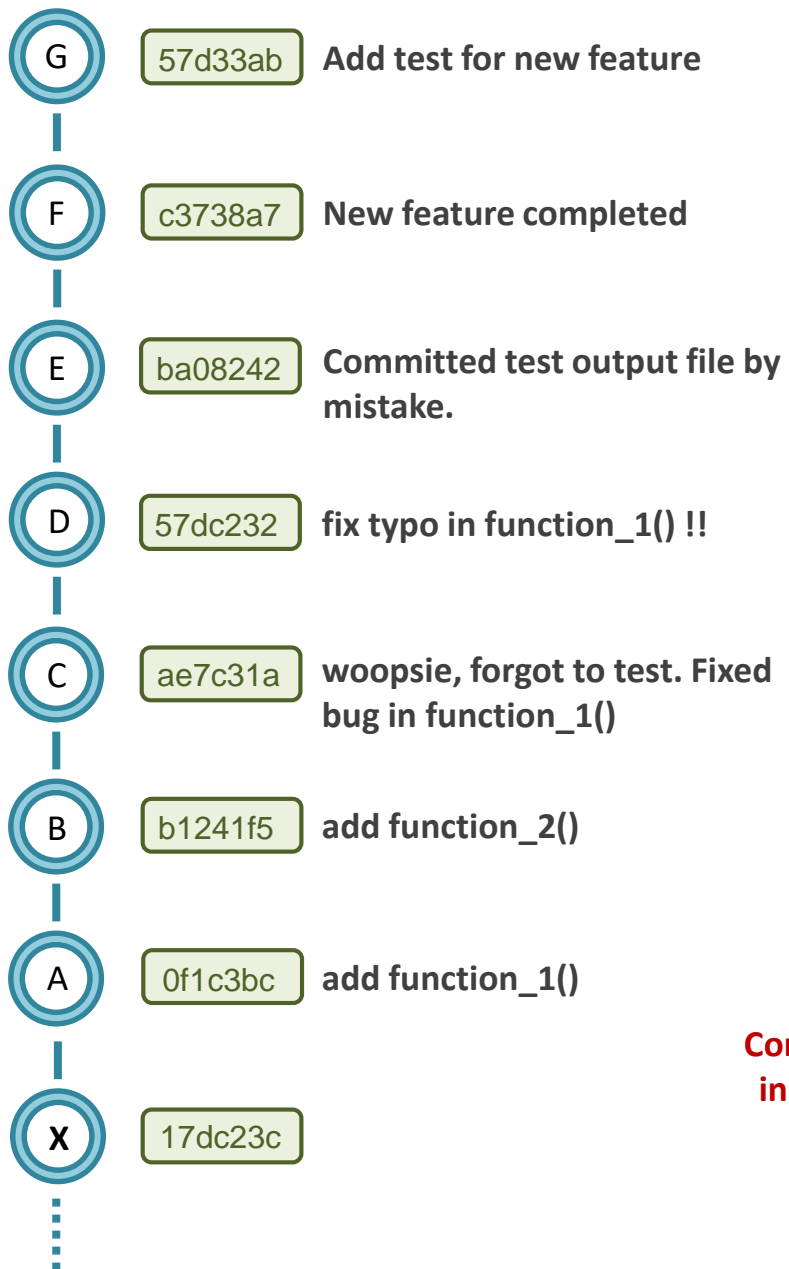 G 57d33ab Add test for new feature
F c3738a7 New feature completed
E ba08242 Committed test output file by
mistake.
D 57dc232 fix typo in function_1() !!
C ae7c31a woopsie, forgot to test. Fixed
bug in function_1()
B b1241f5 add function_2()
A 0f1c3bc add function_1()
in
X 17dc23c